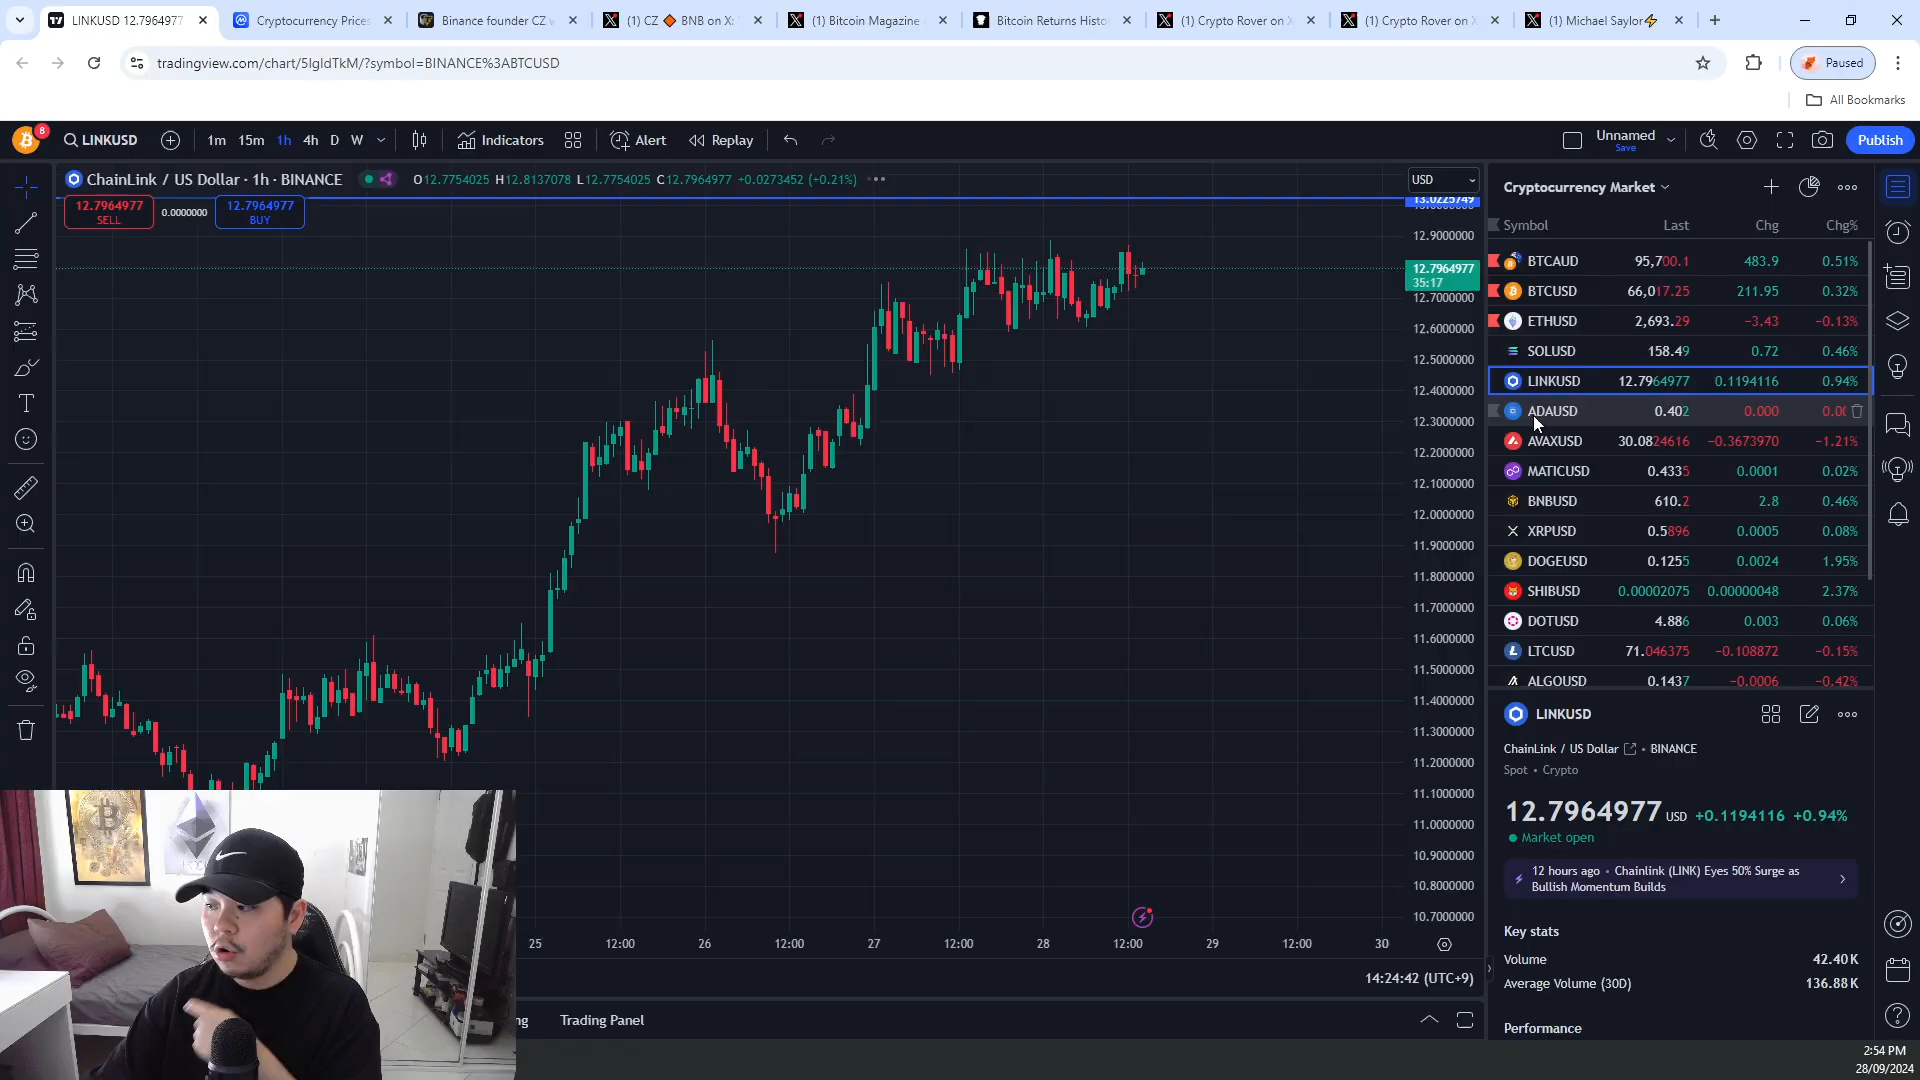 LINKUSD 12.7964977
Cryptocurrency Prices
Binance founder CZ w
(1) CZ 🔶 BNB on X:
(1) Bitcoin Magazine
Bitcoin Returns Histo
(1) Crypto Rover on X
(1) Crypto Rover on X
(1) Michael Saylor⚡
tradingview.com/chart/5IgldTkM/?symbol=BINANCE%3ABTCUSD
Paused
All Bookmarks
8
LINKUSD
1m 15m 1h 4h D W
Indicators
Alert
Replay
Unnamed
Save
Publish
ChainLink / US Dollar · 1h · BINANCE
O12.7754025 H12.8137078 L12.7754025 C12.7964977 +0.0273452 (+0.21%)
12.7964977
SELL
0.0000000
12.7964977
BUY
USD
13.0225749
12.9000000
12.7964977
35:17
12.7000000
12.6000000
12.5000000
12.4000000
12.3000000
12.2000000
12.1000000
12.0000000
11.9000000
11.8000000
11.7000000
11.6000000
11.5000000
11.4000000
11.3000000
11.2000000
11.1000000
11.0000000
10.9000000
10.8000000
10.7000000
25 12:00 26 12:00 27 12:00 28 12:00 29 12:00 30
14:24:42 (UTC+9)
ng
Trading Panel
Cryptocurrency Market
Symbol Last Chg Chg%
BTCAUD 95,700.1 483.9 0.51%
BTCUSD 66,017.25 211.95 0.32%
ETHUSD 2,693.29 −3.43 −0.13%
SOLUSD 158.49 0.72 0.46%
LINKUSD 12.7964977 0.1194116 0.94%
ADAUSD 0.402 0.000 0.00
AVAXUSD 30.0824616 −0.3673970 −1.21%
MATICUSD 0.4335 0.0001 0.02%
BNBUSD 610.2 2.8 0.46%
XRPUSD 0.5896 0.0005 0.08%
DOGEUSD 0.1255 0.0024 1.95%
SHIBUSD 0.00002075 0.00000048 2.37%
DOTUSD 4.886 0.003 0.06%
LTCUSD 71.046375 −0.108872 −0.15%
ALGOUSD 0.1437 −0.0006 −0.42%
LINKUSD
ChainLink / US Dollar • BINANCE
Spot • Crypto
12.7964977 USD +0.1194116 +0.94%
Market open
12 hours ago • Chainlink (LINK) Eyes 50% Surge as
Bullish Momentum Builds
Key stats
Volume 42.40K
Average Volume (30D) 136.88K
Performance
2:54 PM
28/09/2024